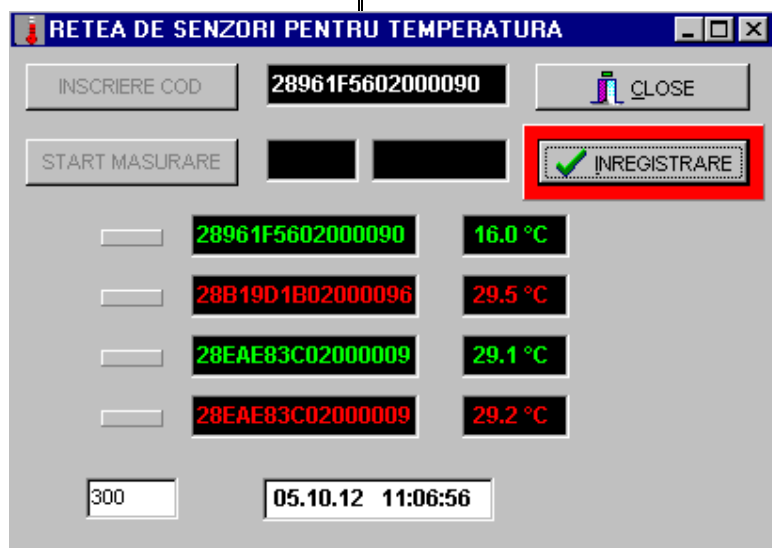 RETEA DE SENZORI PENTRU TEMPERATURA
INSCRIERE COD 28961F5602000090 CLOSE
START MASURARE INREGISTRARE
28961F5602000090 16.0 °C
28B19D1B02000096 29.5 °C
28EAE83C02000009 29.1 °C
28EAE83C02000009 29.2 °C
300 05.10.12 11:06:56